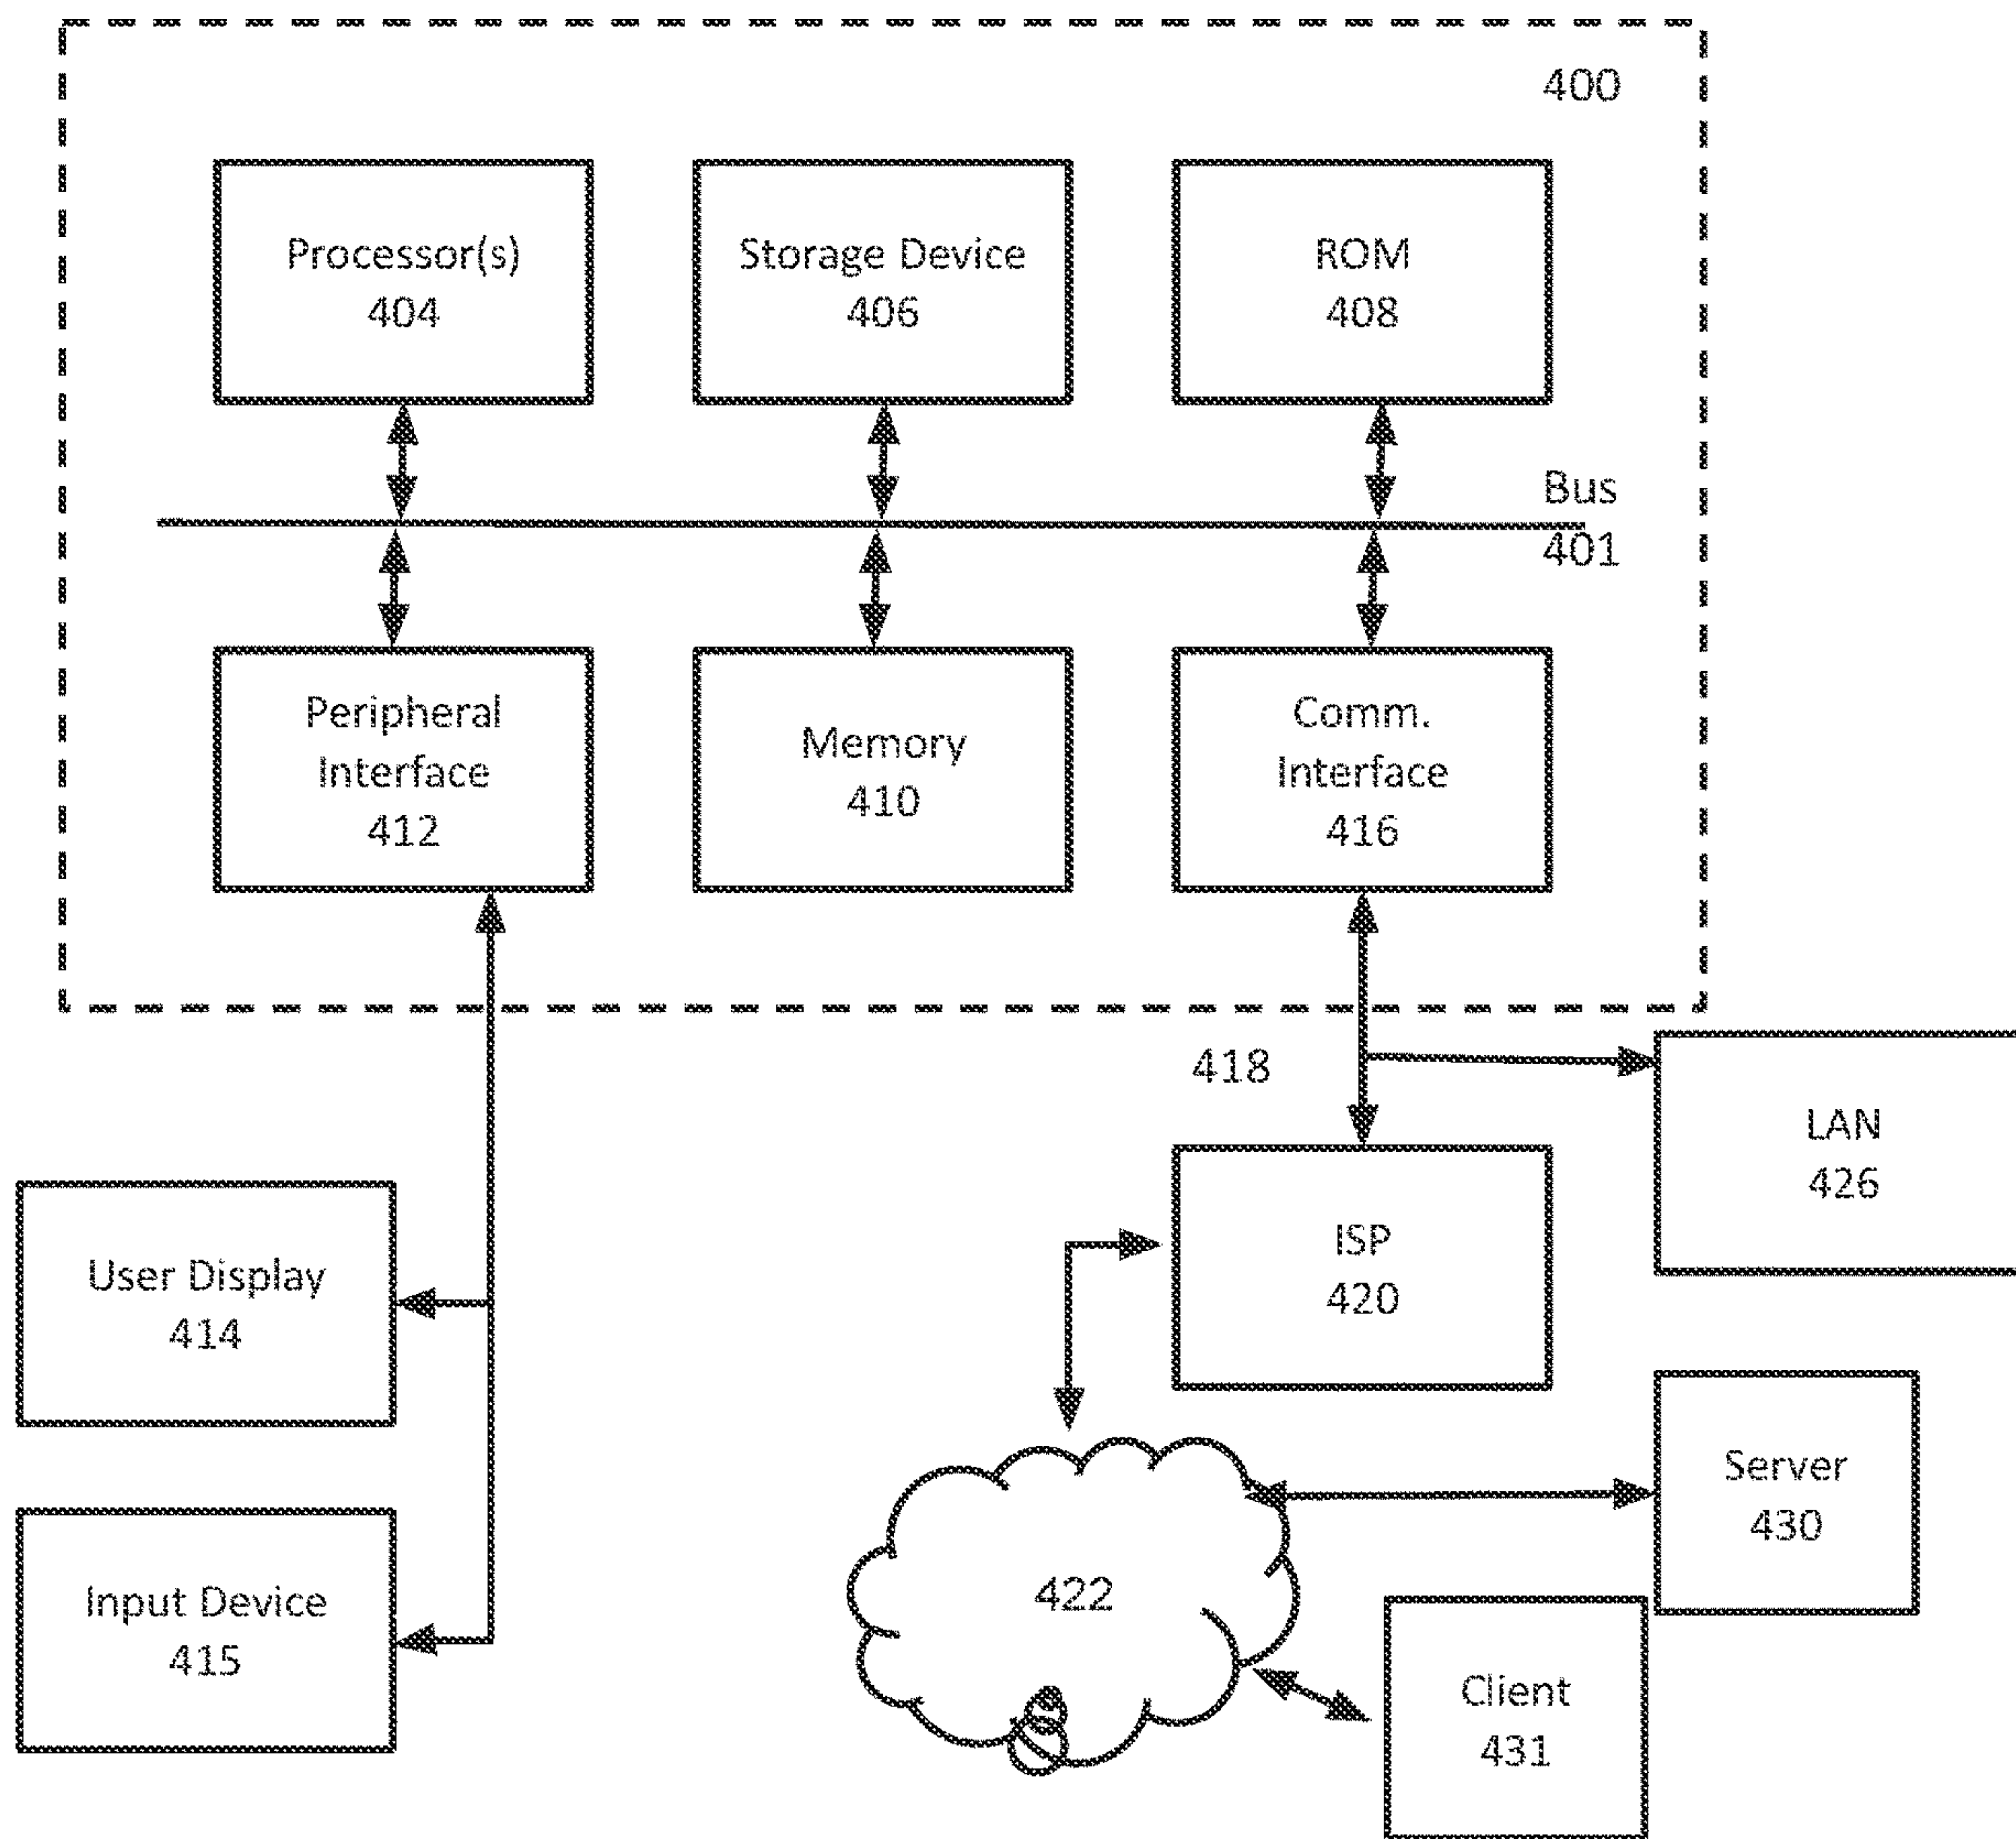 400
Processor(s)
404
Storage Device
406
ROM
408
Bus
401
Peripheral
Interface
412
Memory
410
Comm.
Interface
416
418
LAN
426
User Display
414
ISP
420
Server
430
Input Device
415
422
Client
431